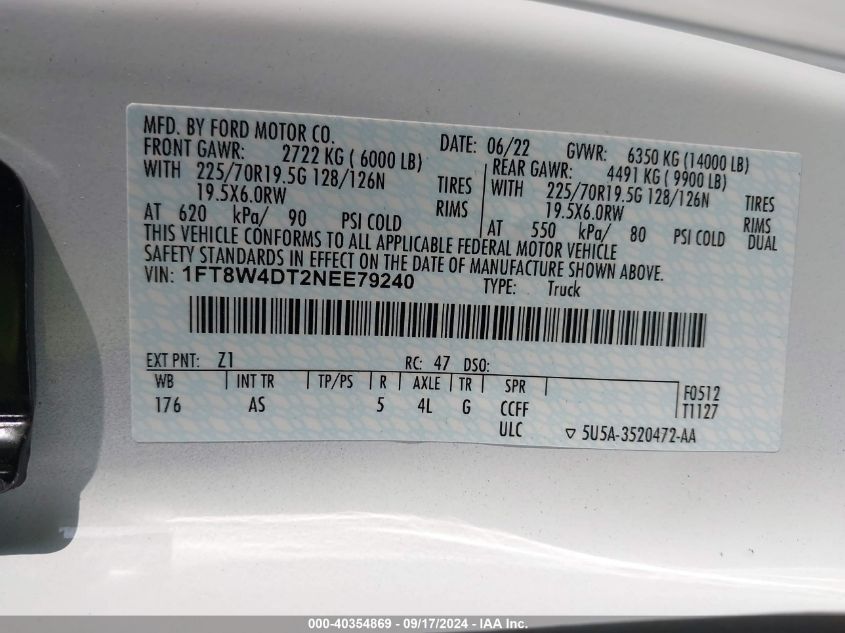 MFD. BY FORD MOTOR CO. DATE: 06/22 GVWR: 6350 KG (14000 LB)
FRONT GAWR: 2722 KG ( 6000 LB) REAR GAWR: 4491 KG ( 9900 LB)
WITH 225/70R19.5G 128/126N TIRES WITH 225/70R19.5G 128/126N TIRES
19.5X6.0RW RIMS 19.5X6.0RW RIMS
AT 620 kPa/ 90 PSI COLD AT 550 kPa/ 80 PSI COLD DUAL
THIS VEHICLE CONFORMS TO ALL APPLICABLE FEDERAL MOTOR VEHICLE
SAFETY STANDARDS IN EFFECT ON THE DATE OF MANUFACTURE SHOWN ABOVE.
VIN: 1FT8W4DT2NEE79240 TYPE: Truck
EXT PNT: Z1 RC: 47 DSO:
WB INT TR TP/PS R AXLE TR SPR F0512
176 AS 5 4L G CCFF T1127
ULC ▽ 5U5A-3520472-AA
000-40354869 - 09/17/2024 - IAA, Inc.